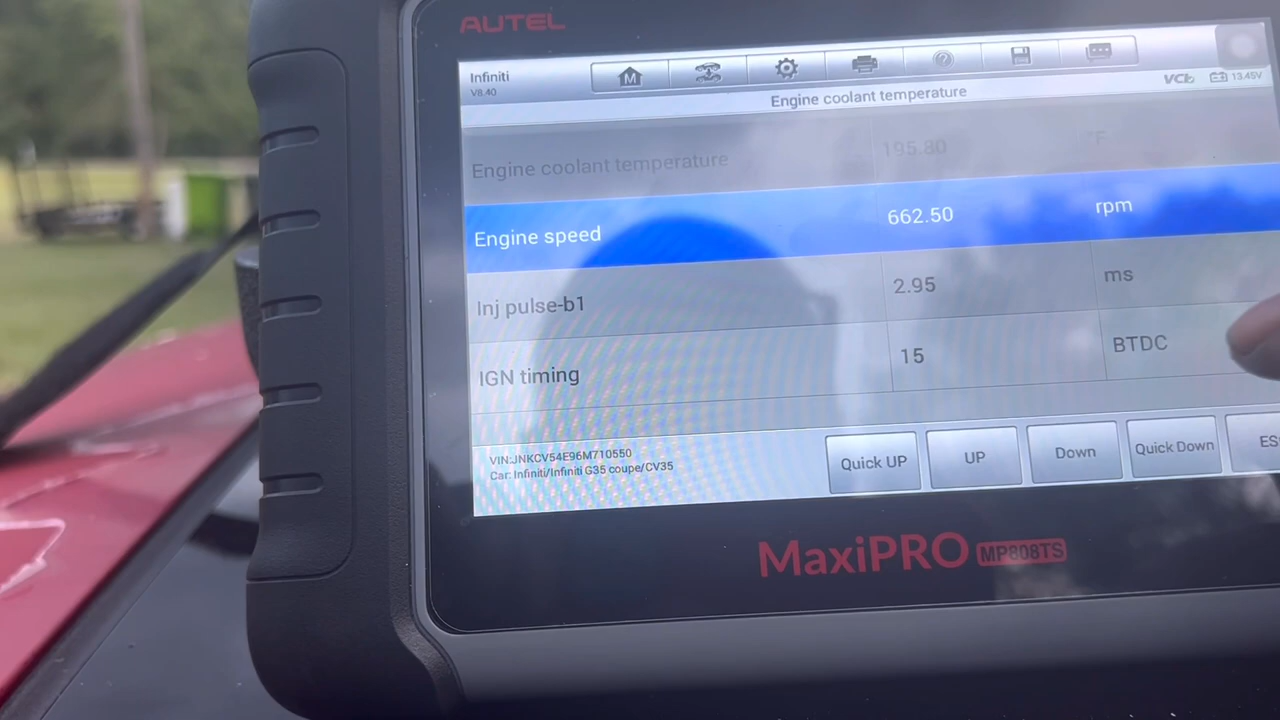 AUTEL
Infiniti
V8.40
M
VCI 13.45V
Engine coolant temperature
Engine coolant temperature 195.80 °F
Engine speed 662.50 rpm
Inj pulse-b1 2.95 ms
IGN timing 15 BTDC
VIN:JNKCV54E96M710550
Car: Infiniti/Infiniti G35 coupe/CV35
Quick UP UP Down Quick Down ES
MaxiPRO MP808TS